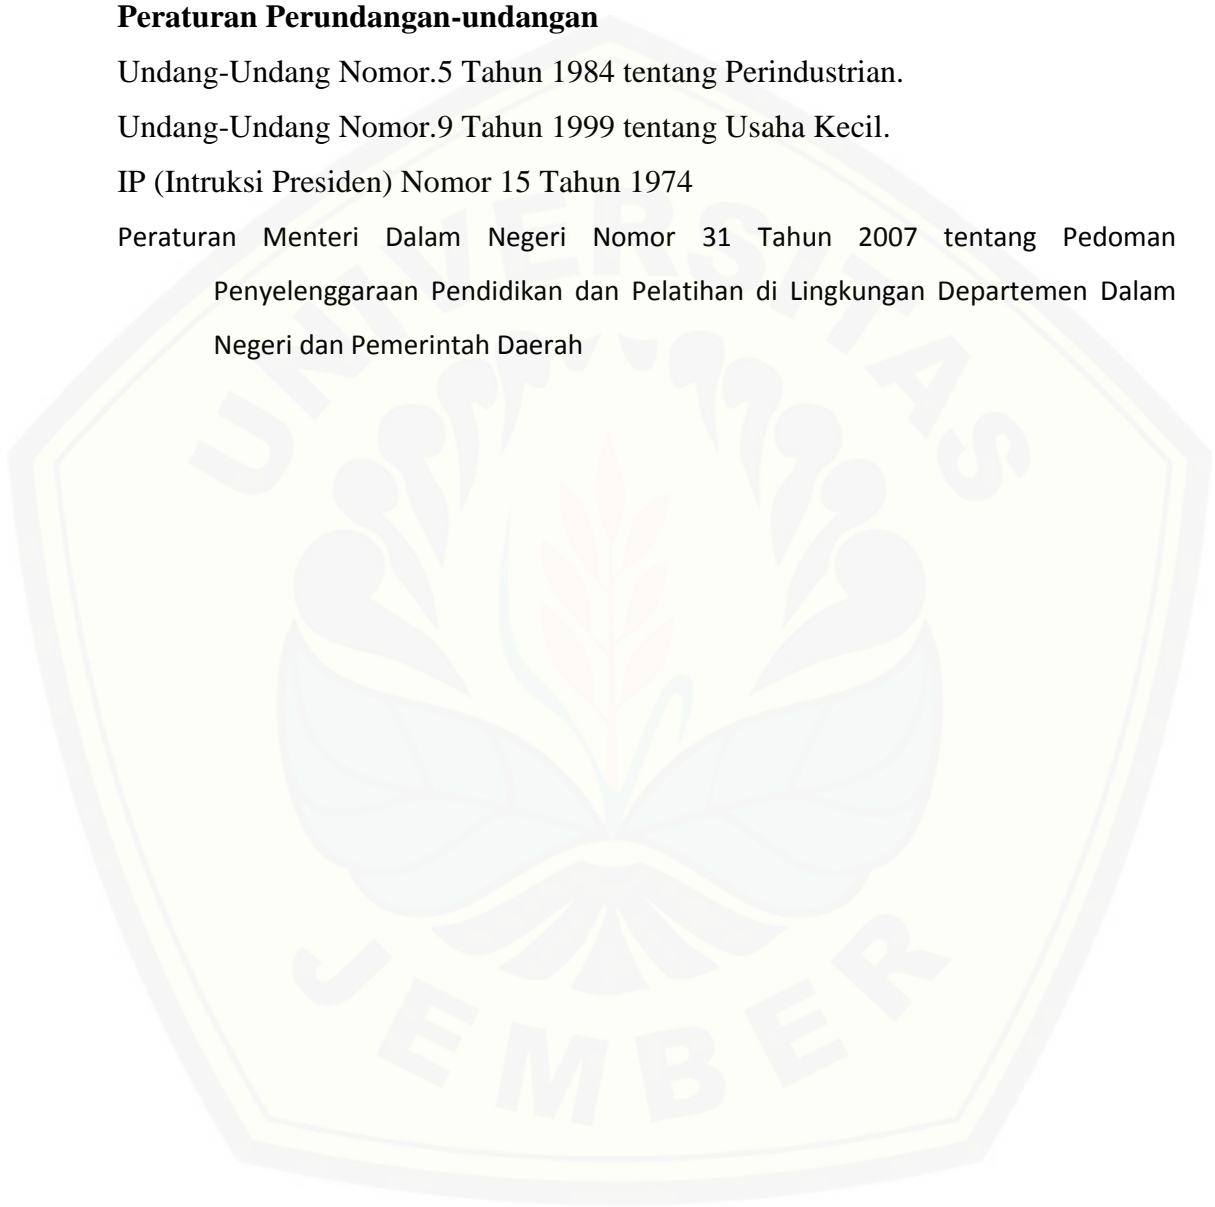 Peraturan Perundangan-undangan
Undang-Undang Nomor.5 Tahun 1984 tentang Perindustrian.
Undang-Undang Nomor.9 Tahun 1999 tentang Usaha Kecil.
IP (Intruksi Presiden) Nomor 15 Tahun 1974
Peraturan Menteri Dalam Negeri Nomor 31 Tahun 2007 tentang Pedoman
Penyelenggaraan Pendidikan dan Pelatihan di Lingkungan Departemen Dalam
Negeri dan Pemerintah Daerah
UNIVERSITAS
JEMBER